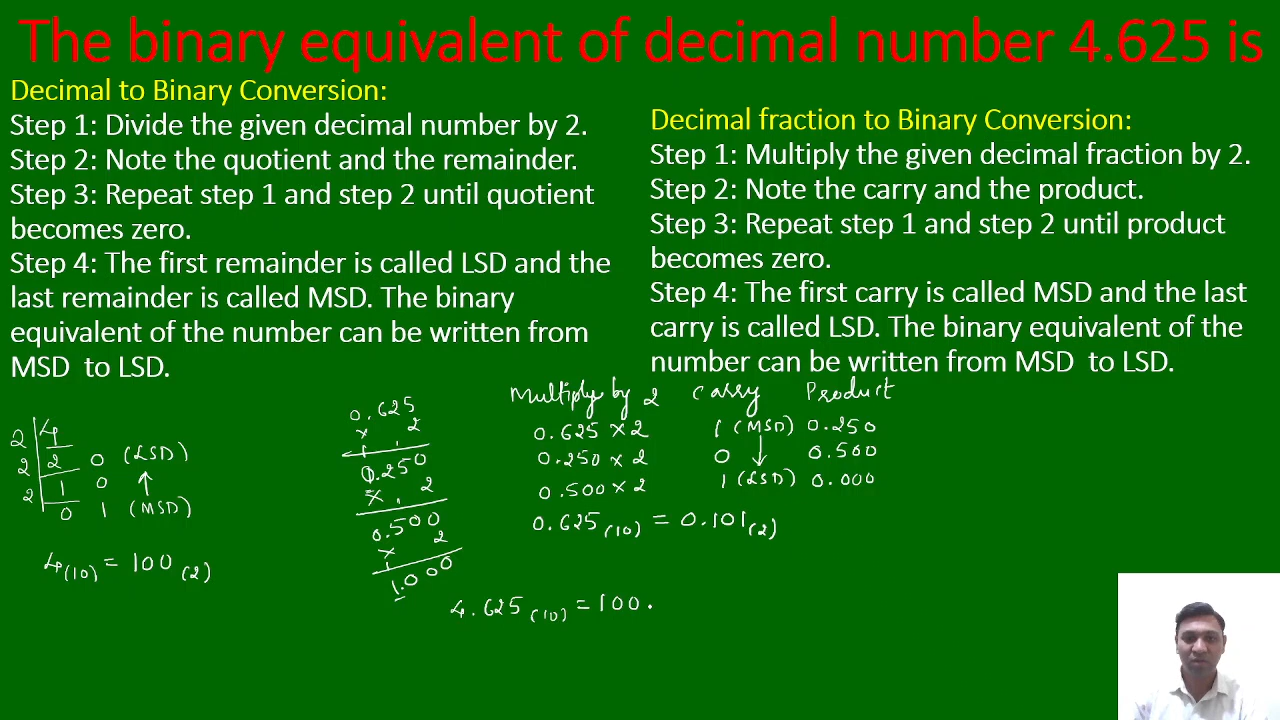 The binary equivalent of decimal number 4.625 is
Decimal to Binary Conversion:
Step 1: Divide the given decimal number by 2.
Step 2: Note the quotient and the remainder.
Step 3: Repeat step 1 and step 2 until quotient
becomes zero.
Step 4: The first remainder is called LSD and the
last remainder is called MSD. The binary
equivalent of the number can be written from
MSD to LSD.
Decimal fraction to Binary Conversion:
Step 1: Multiply the given decimal fraction by 2.
Step 2: Note the carry and the product.
Step 3: Repeat step 1 and step 2 until product
becomes zero.
Step 4: The first carry is called MSD and the last
carry is called LSD. The binary equivalent of the
number can be written from MSD to LSD.
2 4
2 2 0 (LSD)
2 1 0
0 1 (MSD)
4(10) = 100(2)
0.625
× 2
1.
0.250
× 2
0.500
× 2
1.000
Multiply by 2 Carry Product
0.625 × 2 1 (MSD) 0.250
0.250 × 2 0 0.500
0.500 × 2 1 (LSD) 0.000
0.625(10) = 0.101(2)
4.625(10) = 100.